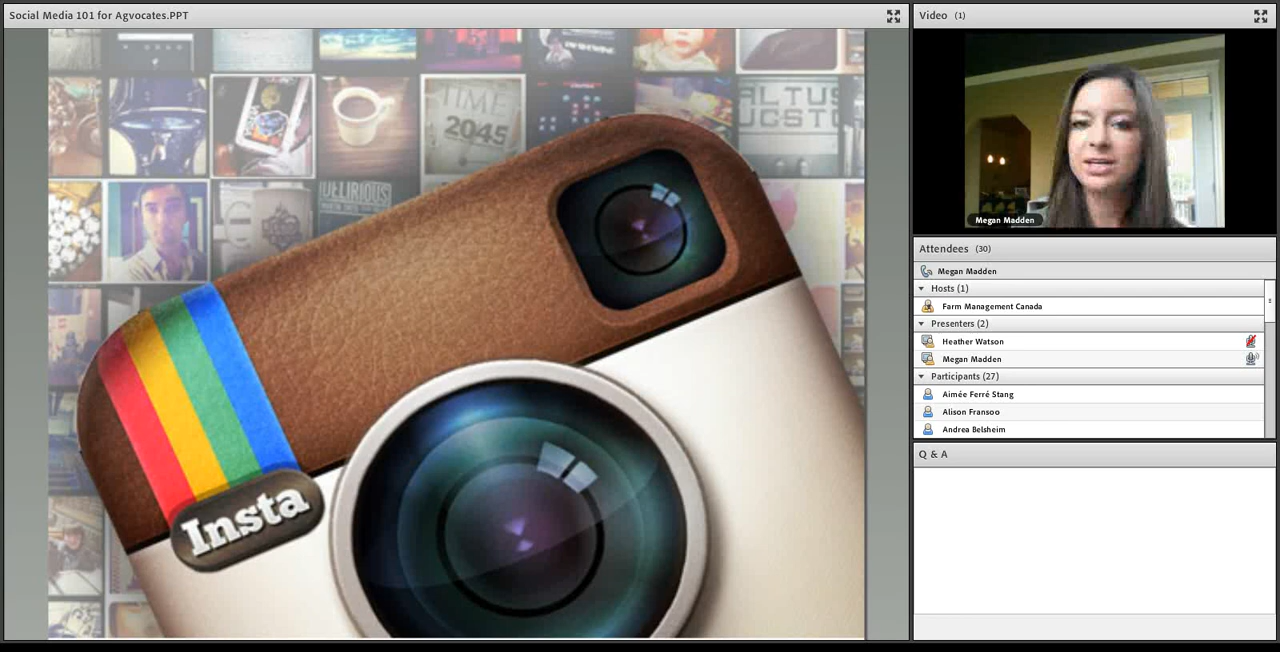 Social Media 101 for Agvocates.PPT
TIME
2045
DELIRIOUS
Insta
Video (1)
Megan Madden
Attendees (30)
Megan Madden
Hosts (1)
Farm Management Canada
Presenters (2)
Heather Watson
Megan Madden
Participants (27)
Aimée Ferré Stang
Alison Fransoo
Andrea Belsheim
Q & A